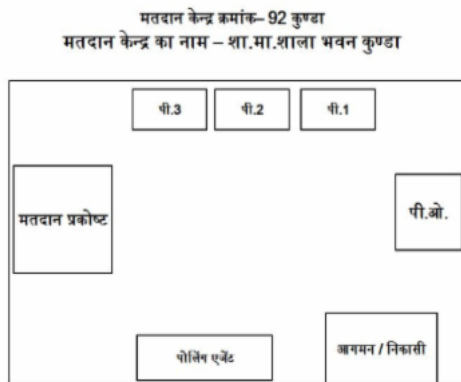 मतदान केन्द्र क्रमांक– 92 कुण्डा
मतदान केन्द्र का नाम – शा.मा.शाला भवन कुण्डा
पी.3
पी.2
पी.1
मतदान प्रकोष्ट
पी.ओ.
पोलिंग एजेंट
आगमन / निकासी